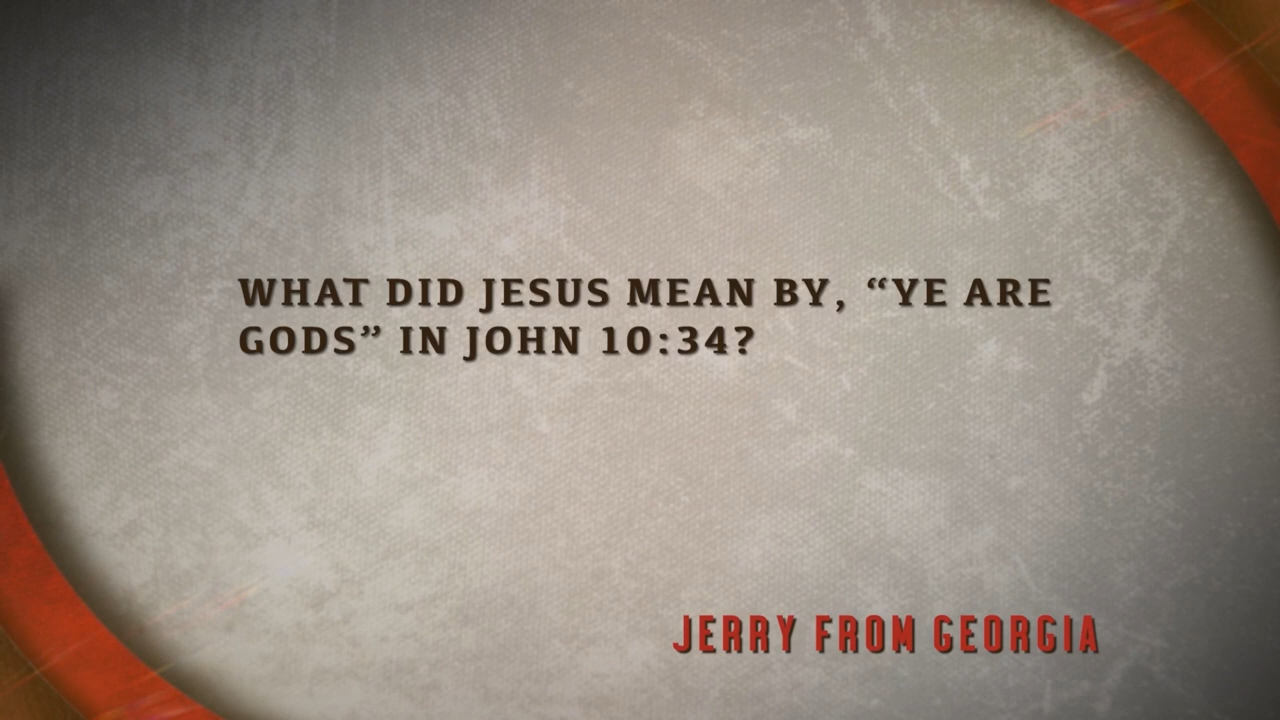 WHAT DID JESUS MEAN BY, “YE ARE
GODS” IN JOHN 10:34?
JERRY FROM GEORGIA